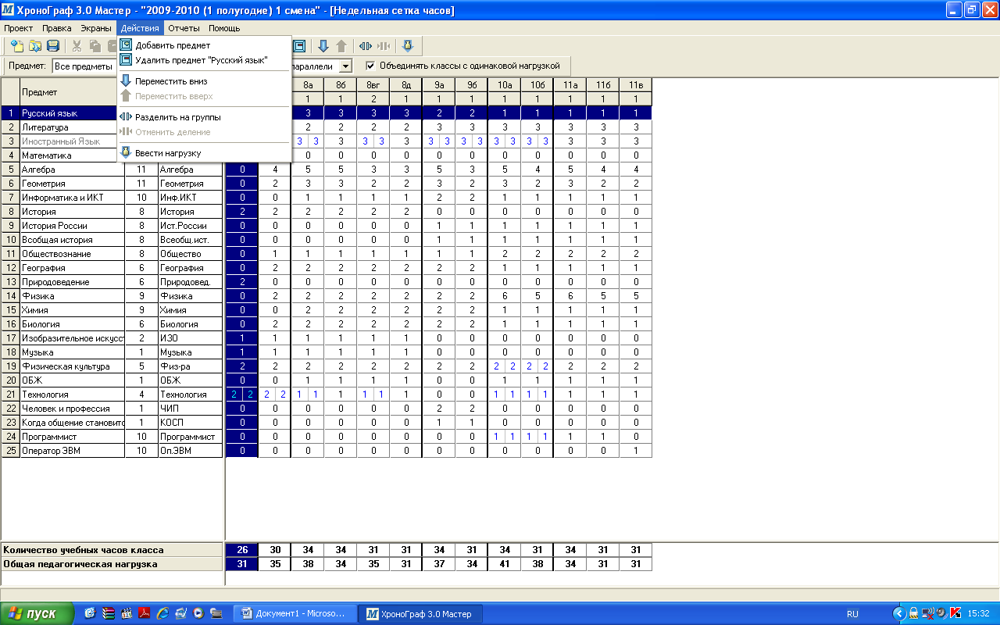 ХроноГраф 3.0 Мастер - "2009-2010 (1 полугодие) 1 смена" - [Недельная сетка часов]
Проект Правка Экраны Действия Отчеты Помощь
Добавить предмет
Удалить предмет "Русский язык"
Переместить вниз
Переместить вверх
Разделить на группы
Отменить деление
Ввести нагрузку
Предмет: Все предметы параллели Объединять классы с одинаковой нагрузкой
Предмет 8а 8б 8вг 8д 9а 9б 10а 10б 11а 11б 11в
1 1 2 1 1 1 1 1 1 1 1
1 Русский язык 3 3 3 3 2 2 1 1 1 1 1
2 Литература 2 2 2 2 3 3 3 3 3 3 3
3 Иностранный Язык 3 3 3 3 3 3 3 3 3 3 3 3 3 3 3 3 3
4 Математика 0 0 0 0 0 0 0 0 0 0 0
5 Алгебра 11 Алгебра 0 4 5 5 3 3 5 3 5 4 5 4 4
6 Геометрия 11 Геометрия 0 2 3 3 2 2 3 2 3 2 3 2 2
7 Информатика и ИКТ 10 Инф.ИКТ 0 0 1 1 1 1 2 2 1 1 1 1 1
8 История 8 История 2 2 2 2 2 2 0 0 0 0 0 0 0
9 История России 8 Ист.России 0 0 0 0 0 0 1 1 1 1 1 1 1
10 Всобщая история 8 Всеобщ.ист. 0 0 0 0 0 0 1 1 1 1 1 1 1
11 Обществознание 8 Общество 0 1 1 1 1 1 1 1 2 2 2 2 2
12 География 6 География 0 2 2 2 2 2 2 2 1 1 1 1 1
13 Природоведение 6 Природовед. 2 0 0 0 0 0 0 0 0 0 0 0 0
14 Физика 9 Физика 0 2 2 2 2 2 2 2 6 5 6 5 5
15 Химия 9 Химия 0 0 2 2 2 2 2 2 1 1 1 1 1
16 Биология 6 Биология 0 2 2 2 2 2 2 2 1 1 1 1 1
17 Изобразительное искусст 2 ИЗО 1 1 1 1 1 1 0 0 0 0 0 0 0
18 Музыка 1 Музыка 1 1 1 1 1 1 0 0 0 0 0 0 0
19 Физическая культура 5 Физ-ра 2 2 2 2 2 2 2 2 2 2 2 2 2 2 2
20 ОБЖ 1 ОБЖ 0 0 1 1 1 1 0 0 1 1 1 1 1
21 Технология 4 Технология 2 2 2 2 1 1 1 1 1 1 0 0 1 1 1 1 1 1 1
22 Человек и профессия 1 ЧИП 0 0 0 0 0 0 2 2 0 0 0 0 0
23 Когда общение становитс 1 КОСП 0 0 0 0 0 0 1 1 0 0 0 0 0
24 Программист 10 Программист 0 0 0 0 0 0 0 0 1 1 1 1 1 1 0
25 Оператор ЭВМ 10 Оп.ЭВМ 0 0 0 0 0 0 0 0 0 0 0 0 1
Количество учебных часов класса 26 30 34 34 31 31 34 31 34 31 34 31 31
Общая педагогическая нагрузка 31 35 38 34 35 31 37 34 41 38 34 31 31
пуск Документ1 - Microso... ХроноГраф 3.0 Мастер RU 15:32